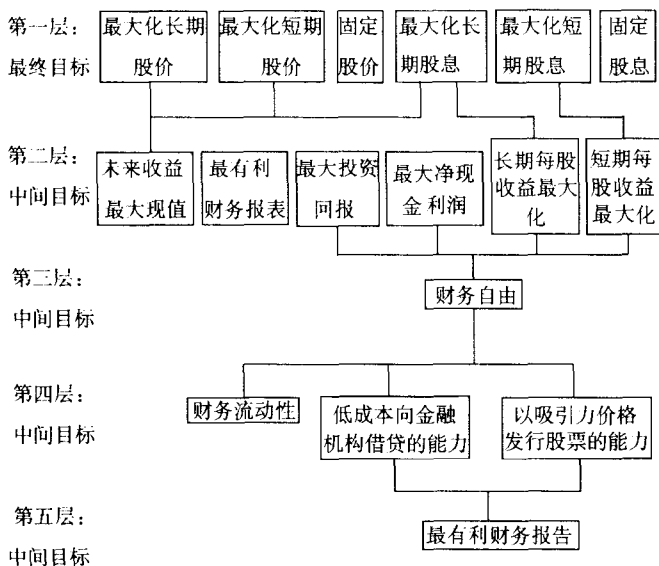 第一层：
最终目标
最大化长期
股价
最大化短期
股价
固定
股价
最大化长
期股息
最大化短
期股息
固定
股息
第二层：
中间目标
未来收益
最大现值
最有利
财务报表
最大投资
回报
最大净现
金利润
长期每股
收益最大
化
短期每
股收益
最大化
第三层：
中间目标
财务自由
第四层：
中间目标
财务流动性
低成本向金融
机构借贷的能力
以吸引力价格
发行股票的能力
第五层：
中间目标
最有利财务报告